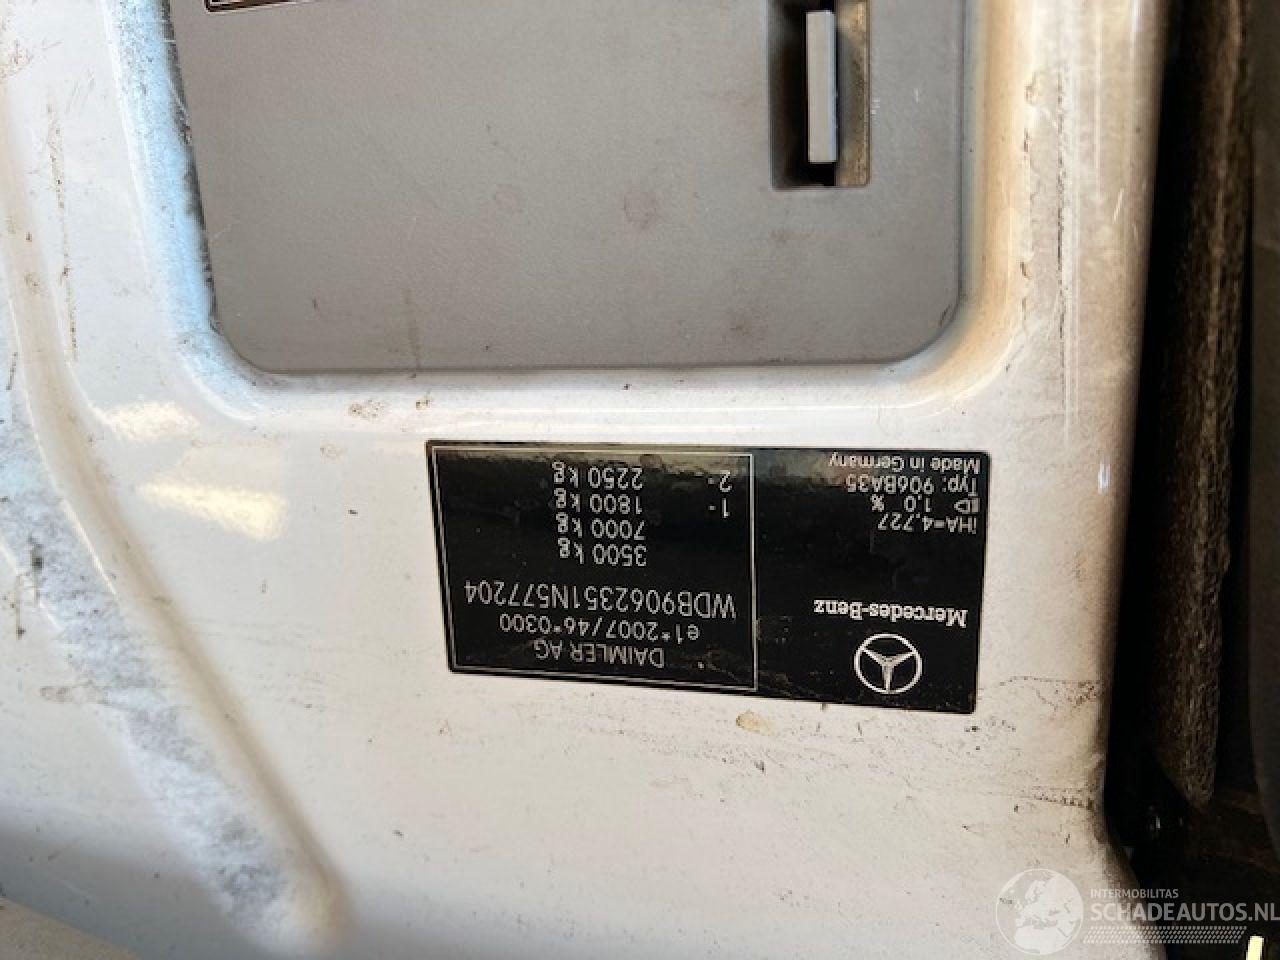 Mercedes-Benz
iHA=4.727
1.0 %
Typ: 906BA35
Made in Germany
DAIMLER AG
e1*2007/46*0300
WDB9062351N577204
3500 kg
7000 kg
1- 1800 kg
2- 2250 kg
INTERMOBILITAS
SCHADEAUTOS.NL